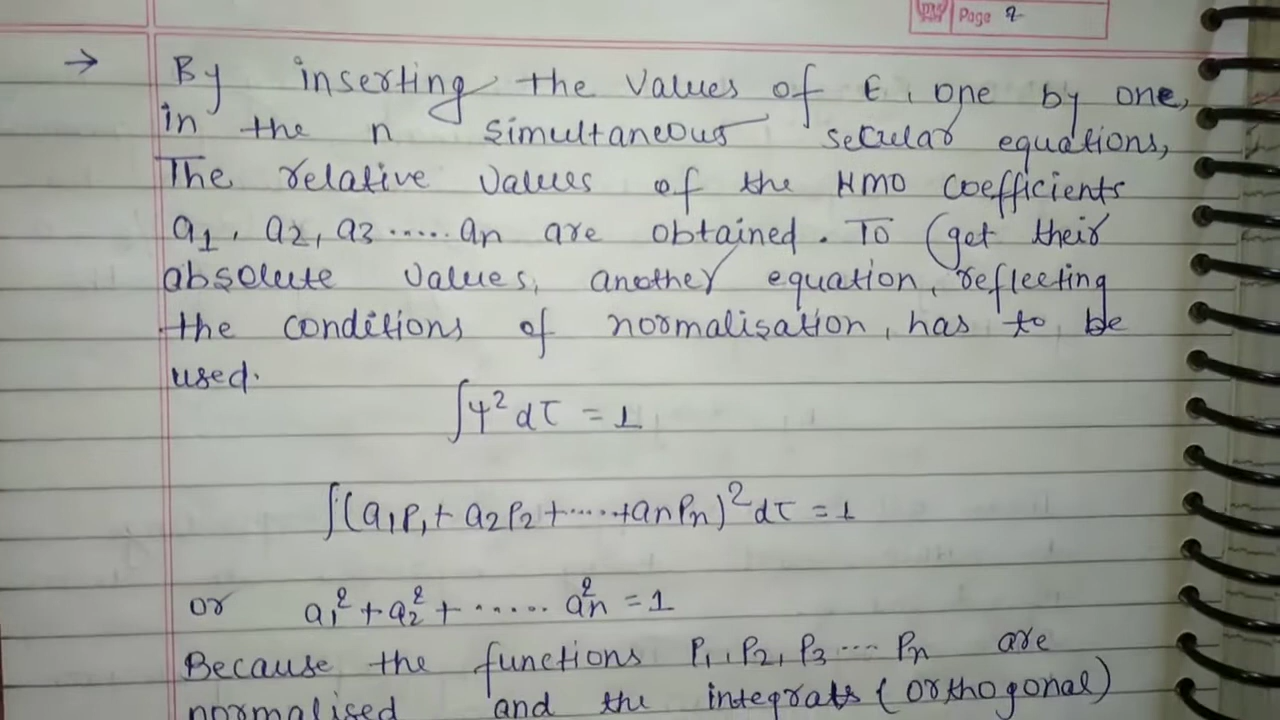 Page 2
→ By inserting the values of E, one by one,
in the n simultaneous secular equations,
The relative values of the HMO coefficients
a1, a2, a3 ..... an are obtained. To get their
absolute values, another equation, reflecting
the conditions of normalisation, has to be
used.
∫Ψ² dτ = 1
∫(a₁P₁ + a₂P₂ + ..... + anPn)² dτ = 1
or a₁² + a₂² + ...... an² = 1
Because the functions P₁, P₂, P₃ ... Pn are
normalised and the integrals (orthogonal)